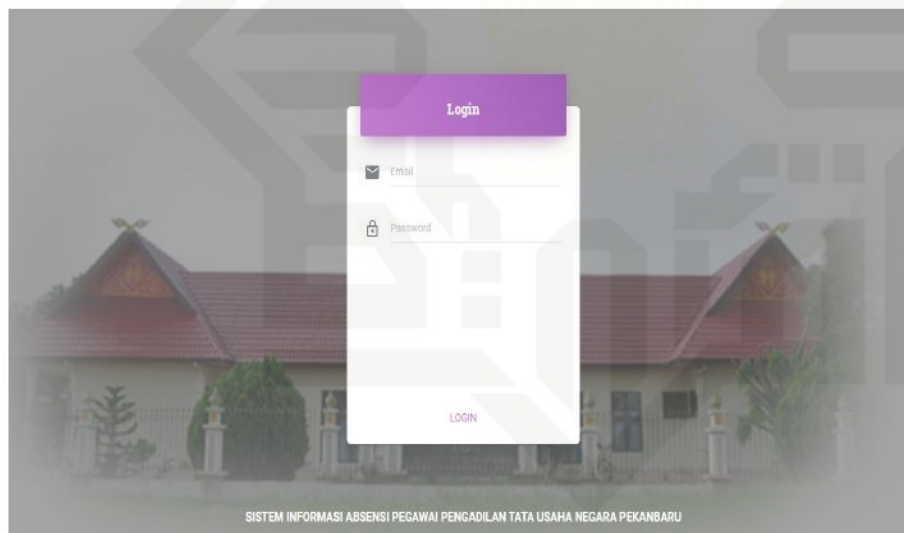 Login
Email
Password
LOGIN
SISTEM INFORMASI ABSENSI PEGAWAI PENGADILAN TATA USAHA NEGARA PEKANBARU